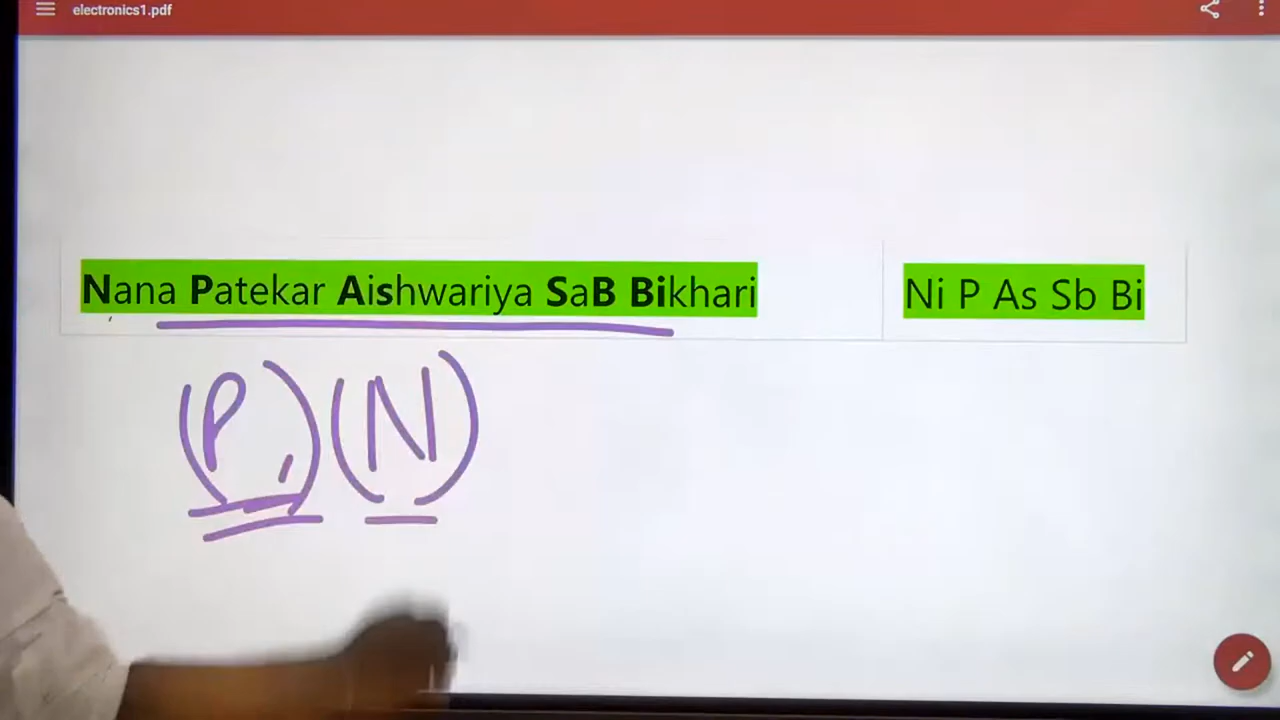 electronics1.pdf
Nana Patekar Aishwariya SaB Bikhari
Ni P As Sb Bi
(P) (N)